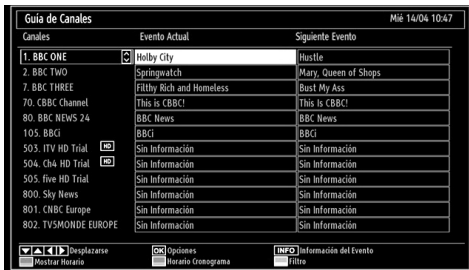 Guía de Canales Mié 14/04 10:47
Canales Evento Actual Siguiente Evento
1. BBC ONE Holby City Hustle
2. BBC TWO Springwatch Mary, Queen of Shops
7. BBC THREE Filthy Rich and Homeless Bust My Ass
70. CBBC Channel This is CBBC! This Is CBBC!
80. BBC NEWS 24 BBC News BBC News
105. BBCi BBCi BBCi
503. ITV HD Trial HD Sin Información Sin Información
504. Ch4 HD Trial HD Sin Información Sin Información
505. five HD Trial Sin Información Sin Información
800. Sky News Sin Información Sin Información
801. CNBC Europe Sin Información Sin Información
802. TV5MONDE EUROPE Sin Información Sin Información
Desplazarse OK Opciones INFO Información del Evento
Mostrar Horario Horario Cronograma Filtro